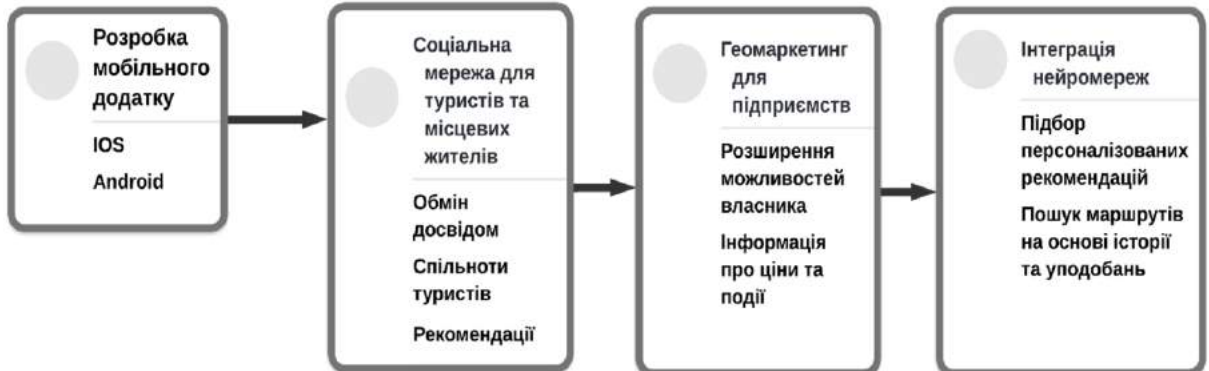 Розробка
мобільного
додатку
IOS
Android
Соціальна
мережа для
туристів та
місцевих
жителів
Обмін
досвідом
Спільноти
туристів
Рекомендації
Геомаркетинг
для
підприємств
Розширення
можливостей
власника
Інформація
про ціни та
події
Інтеграція
нейромереж
Підбор
персоналізованих
рекомендацій
Пошук маршрутів
на основі історії
та уподобань